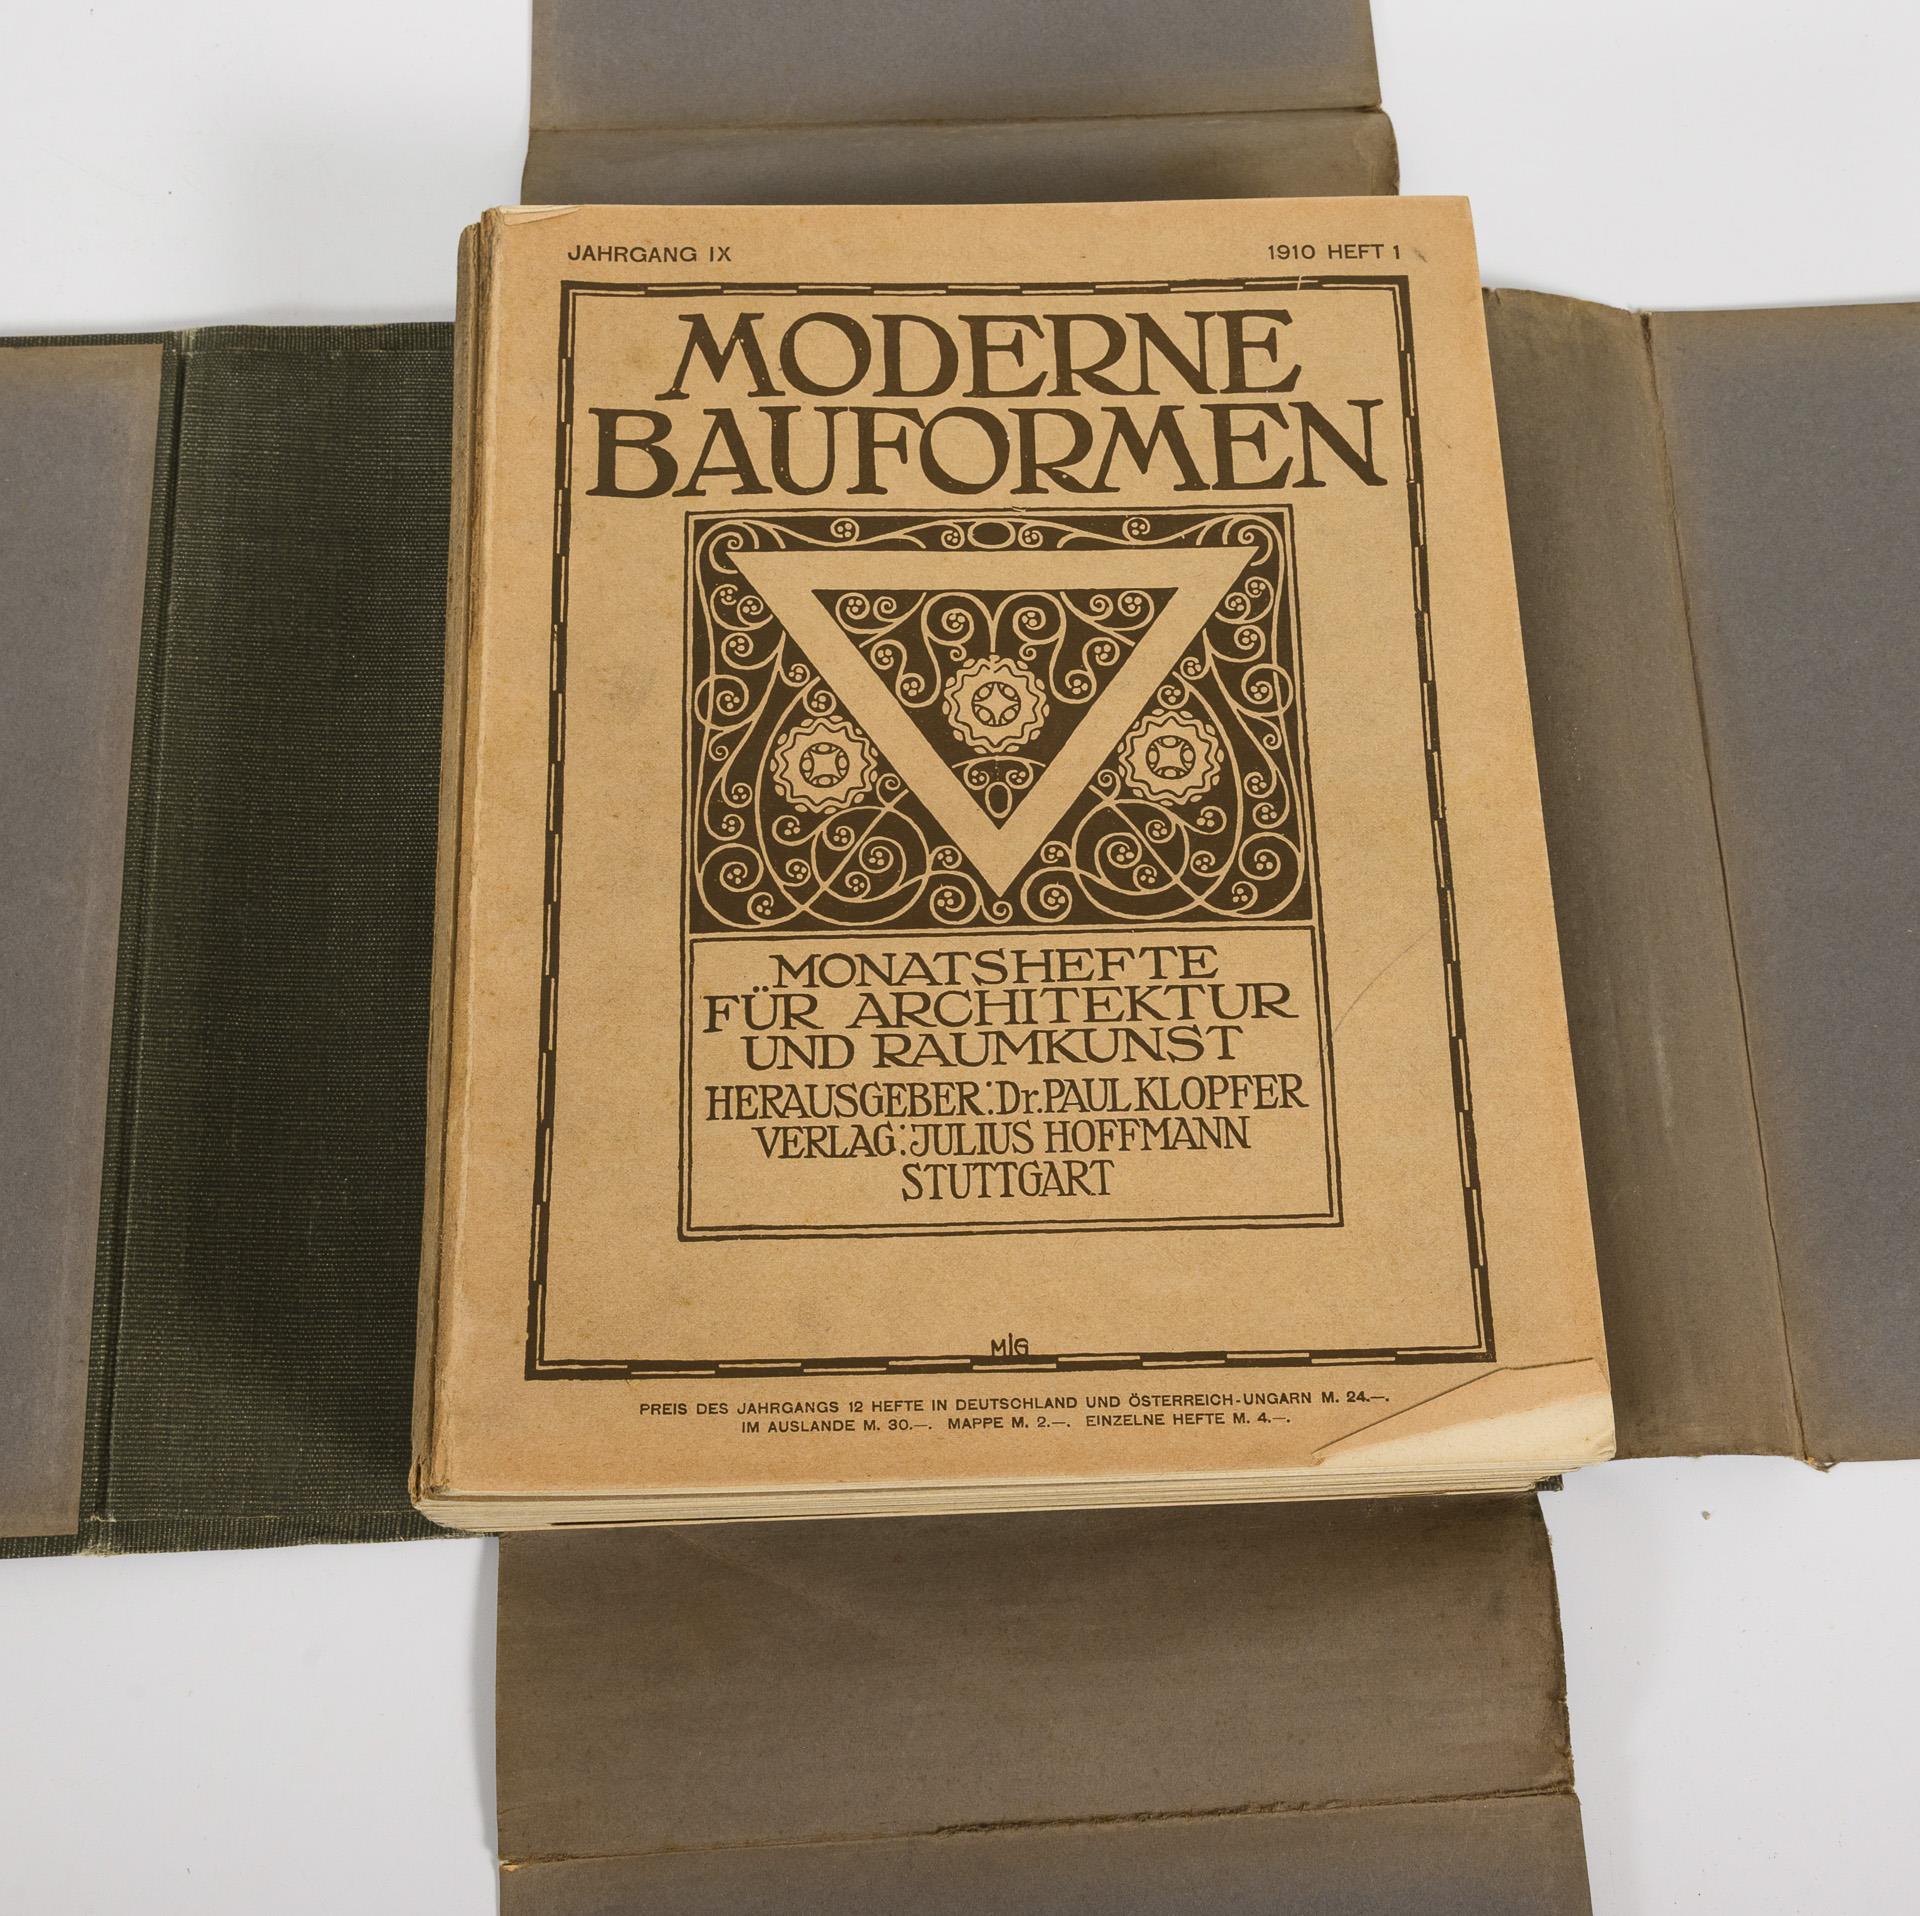 JAHRGANG IX
1910 HEFT 1
MODERNE
BAUFORMEN
MONATSHEFTE
FÜR ARCHITEKTUR
UND RAUMKUNST
HERAUSGEBER: Dr. PAUL KLOPFER
VERLAG: JULIUS HOFFMANN
STUTTGART
MIG
PREIS DES JAHRGANGS 12 HEFTE IN DEUTSCHLAND UND ÖSTERREICH-UNGARN M. 24.—.
IM AUSLANDE M. 30.—. MAPPE M. 2.—. EINZELNE HEFTE M. 4.—.